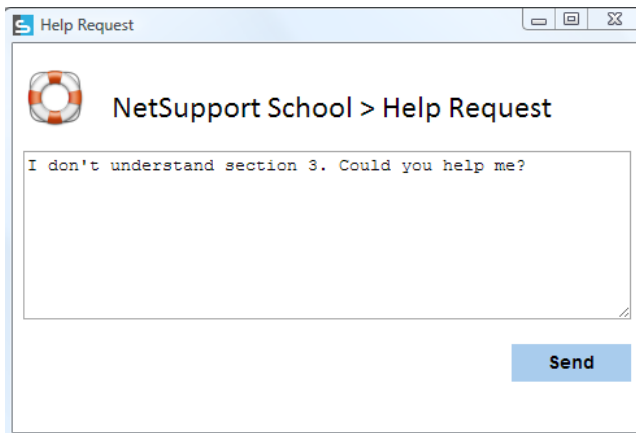 Help Request
NetSupport School > Help Request
I don't understand section 3. Could you help me?
Send